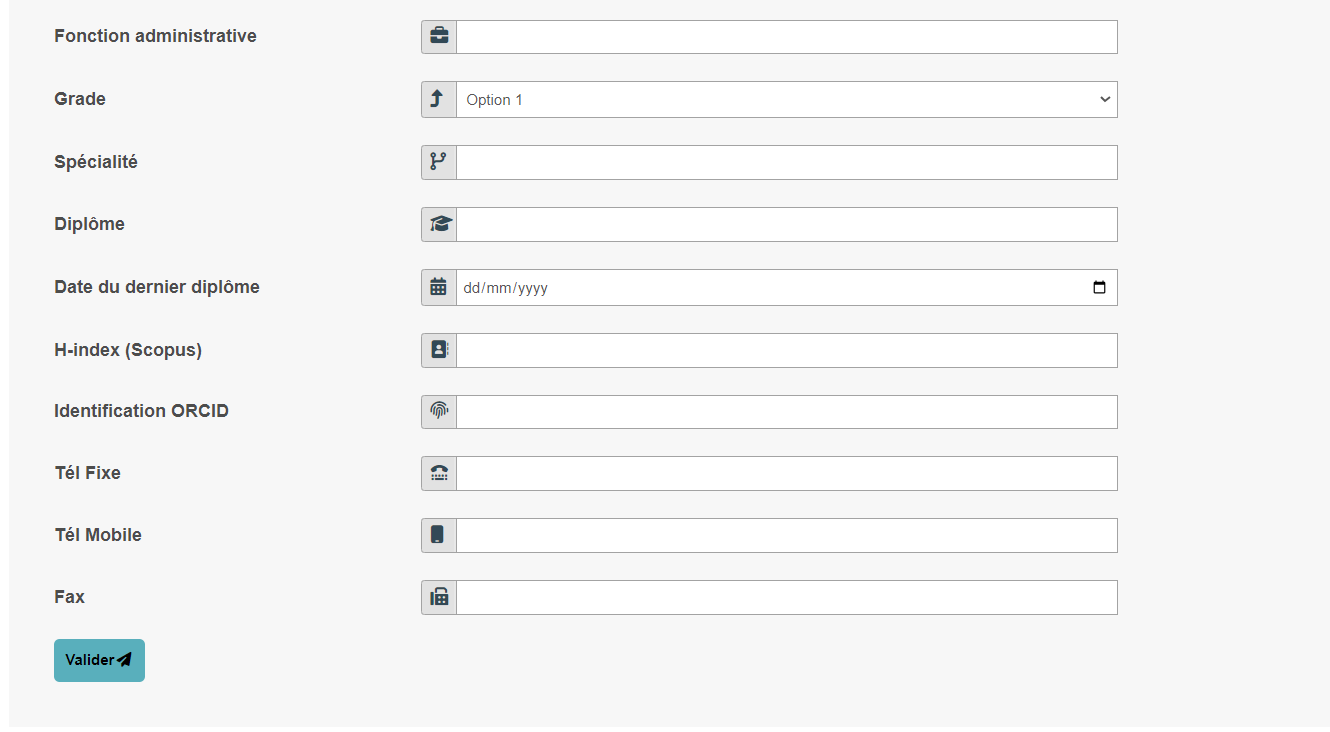 Fonction administrative
Grade
Option 1
Spécialité
Diplôme
Date du dernier diplôme
dd/mm/yyyy
H-index (Scopus)
Identification ORCID
Tél Fixe
Tél Mobile
Fax
Valider